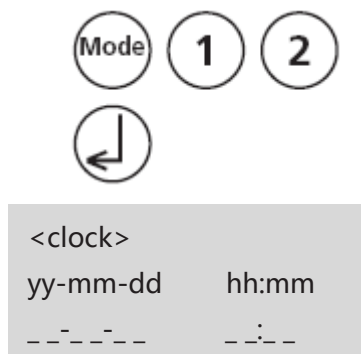 Mode 1 2
<clock>
yy-mm-dd hh:mm
_ _-_ _-_ _ _ _:_ _